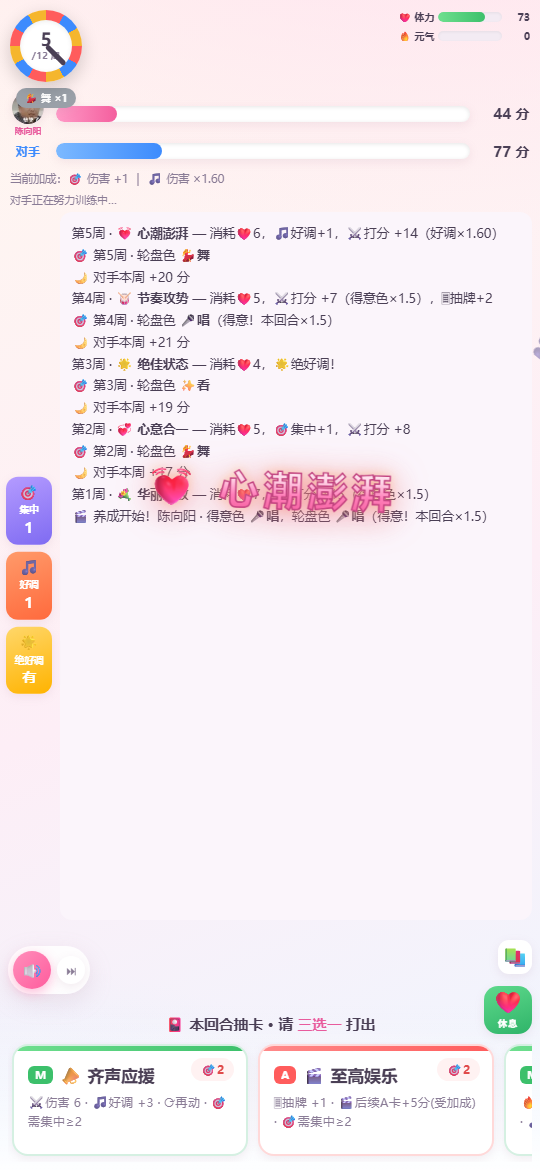 5
/12
体力 73
元气 0
舞 ×1
陈向阳
44 分
对手
77 分
当前加成： 伤害 +1 | 伤害 ×1.60
对手正在努力训练中…
第5周 · 心潮澎湃 — 消耗 6， 好调+1， 打分 +14（好调×1.60）
第5周 · 轮盘色 舞
对手本周 +20 分
第4周 · 节奏攻势 — 消耗 5， 打分 +7（得意色×1.5）， 抽牌+2
第4周 · 轮盘色 唱（得意！本回合×1.5）
对手本周 +21 分
第3周 · 绝佳状态 — 消耗 4， 绝好调！
第3周 · 轮盘色 香
对手本周 +19 分
第2周 · 心意合一 — 消耗 5， 集中+1， 打分 +8
第2周 · 轮盘色 舞
对手本周 7 分
心潮澎湃
第1周 · 华丽 — 消 ×1.5）
养成开始！陈向阳 · 得意色 唱，轮盘色 唱（得意！本回合×1.5）
集中
1
好调
1
绝好调
有
休息
本回合抽卡 • 请 三选一 打出
M 齐声应援 2
伤害 6 · 好调 +3 · 再动 ·
需集中≥2
A 至高娱乐 2
抽牌 +1 · 后续A卡+5分(受加成)
· 需集中≥2